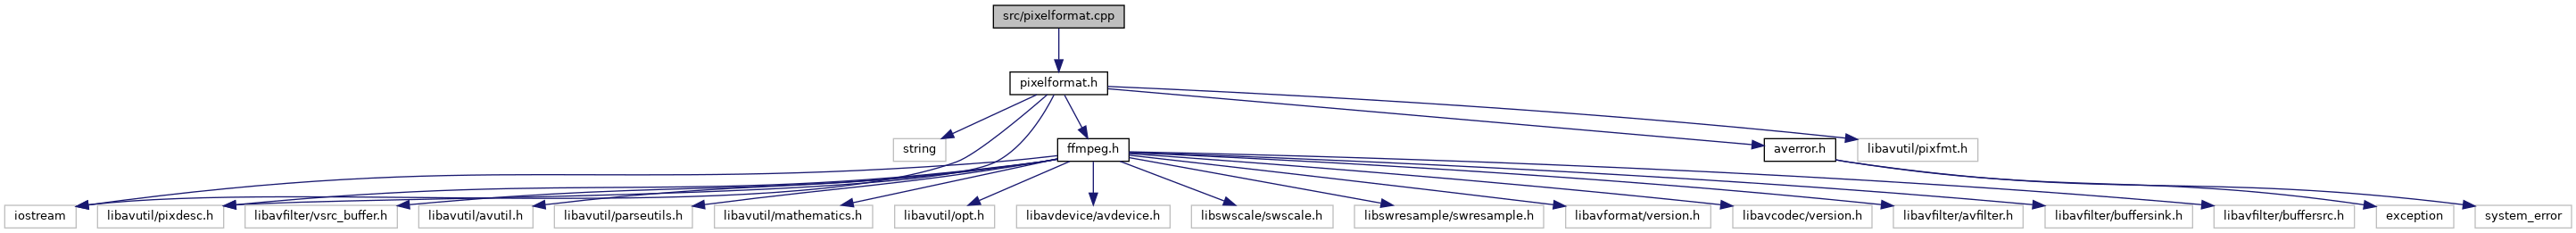 src/pixelformat.cpp
pixelformat.h
string
ffmpeg.h
averror.h
libavutil/pixfmt.h
iostream
libavutil/pixdesc.h
libavfilter/vsrc_buffer.h
libavutil/avutil.h
libavutil/parseutils.h
libavutil/mathematics.h
libavutil/opt.h
libavdevice/avdevice.h
libswscale/swscale.h
libswresample/swresample.h
libavformat/version.h
libavcodec/version.h
libavfilter/avfilter.h
libavfilter/buffersink.h
libavfilter/buffersrc.h
exception
system_error